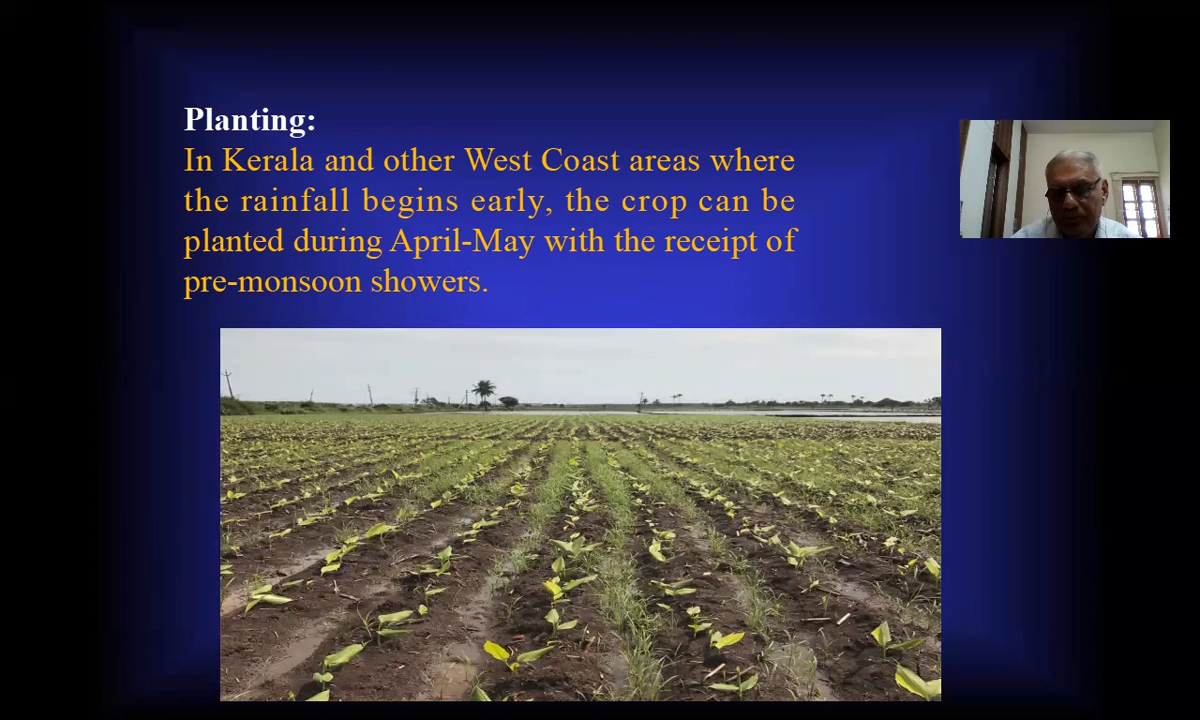 Planting:
In Kerala and other West Coast areas where
the rainfall begins early, the crop can be
planted during April-May with the receipt of
pre-monsoon showers.